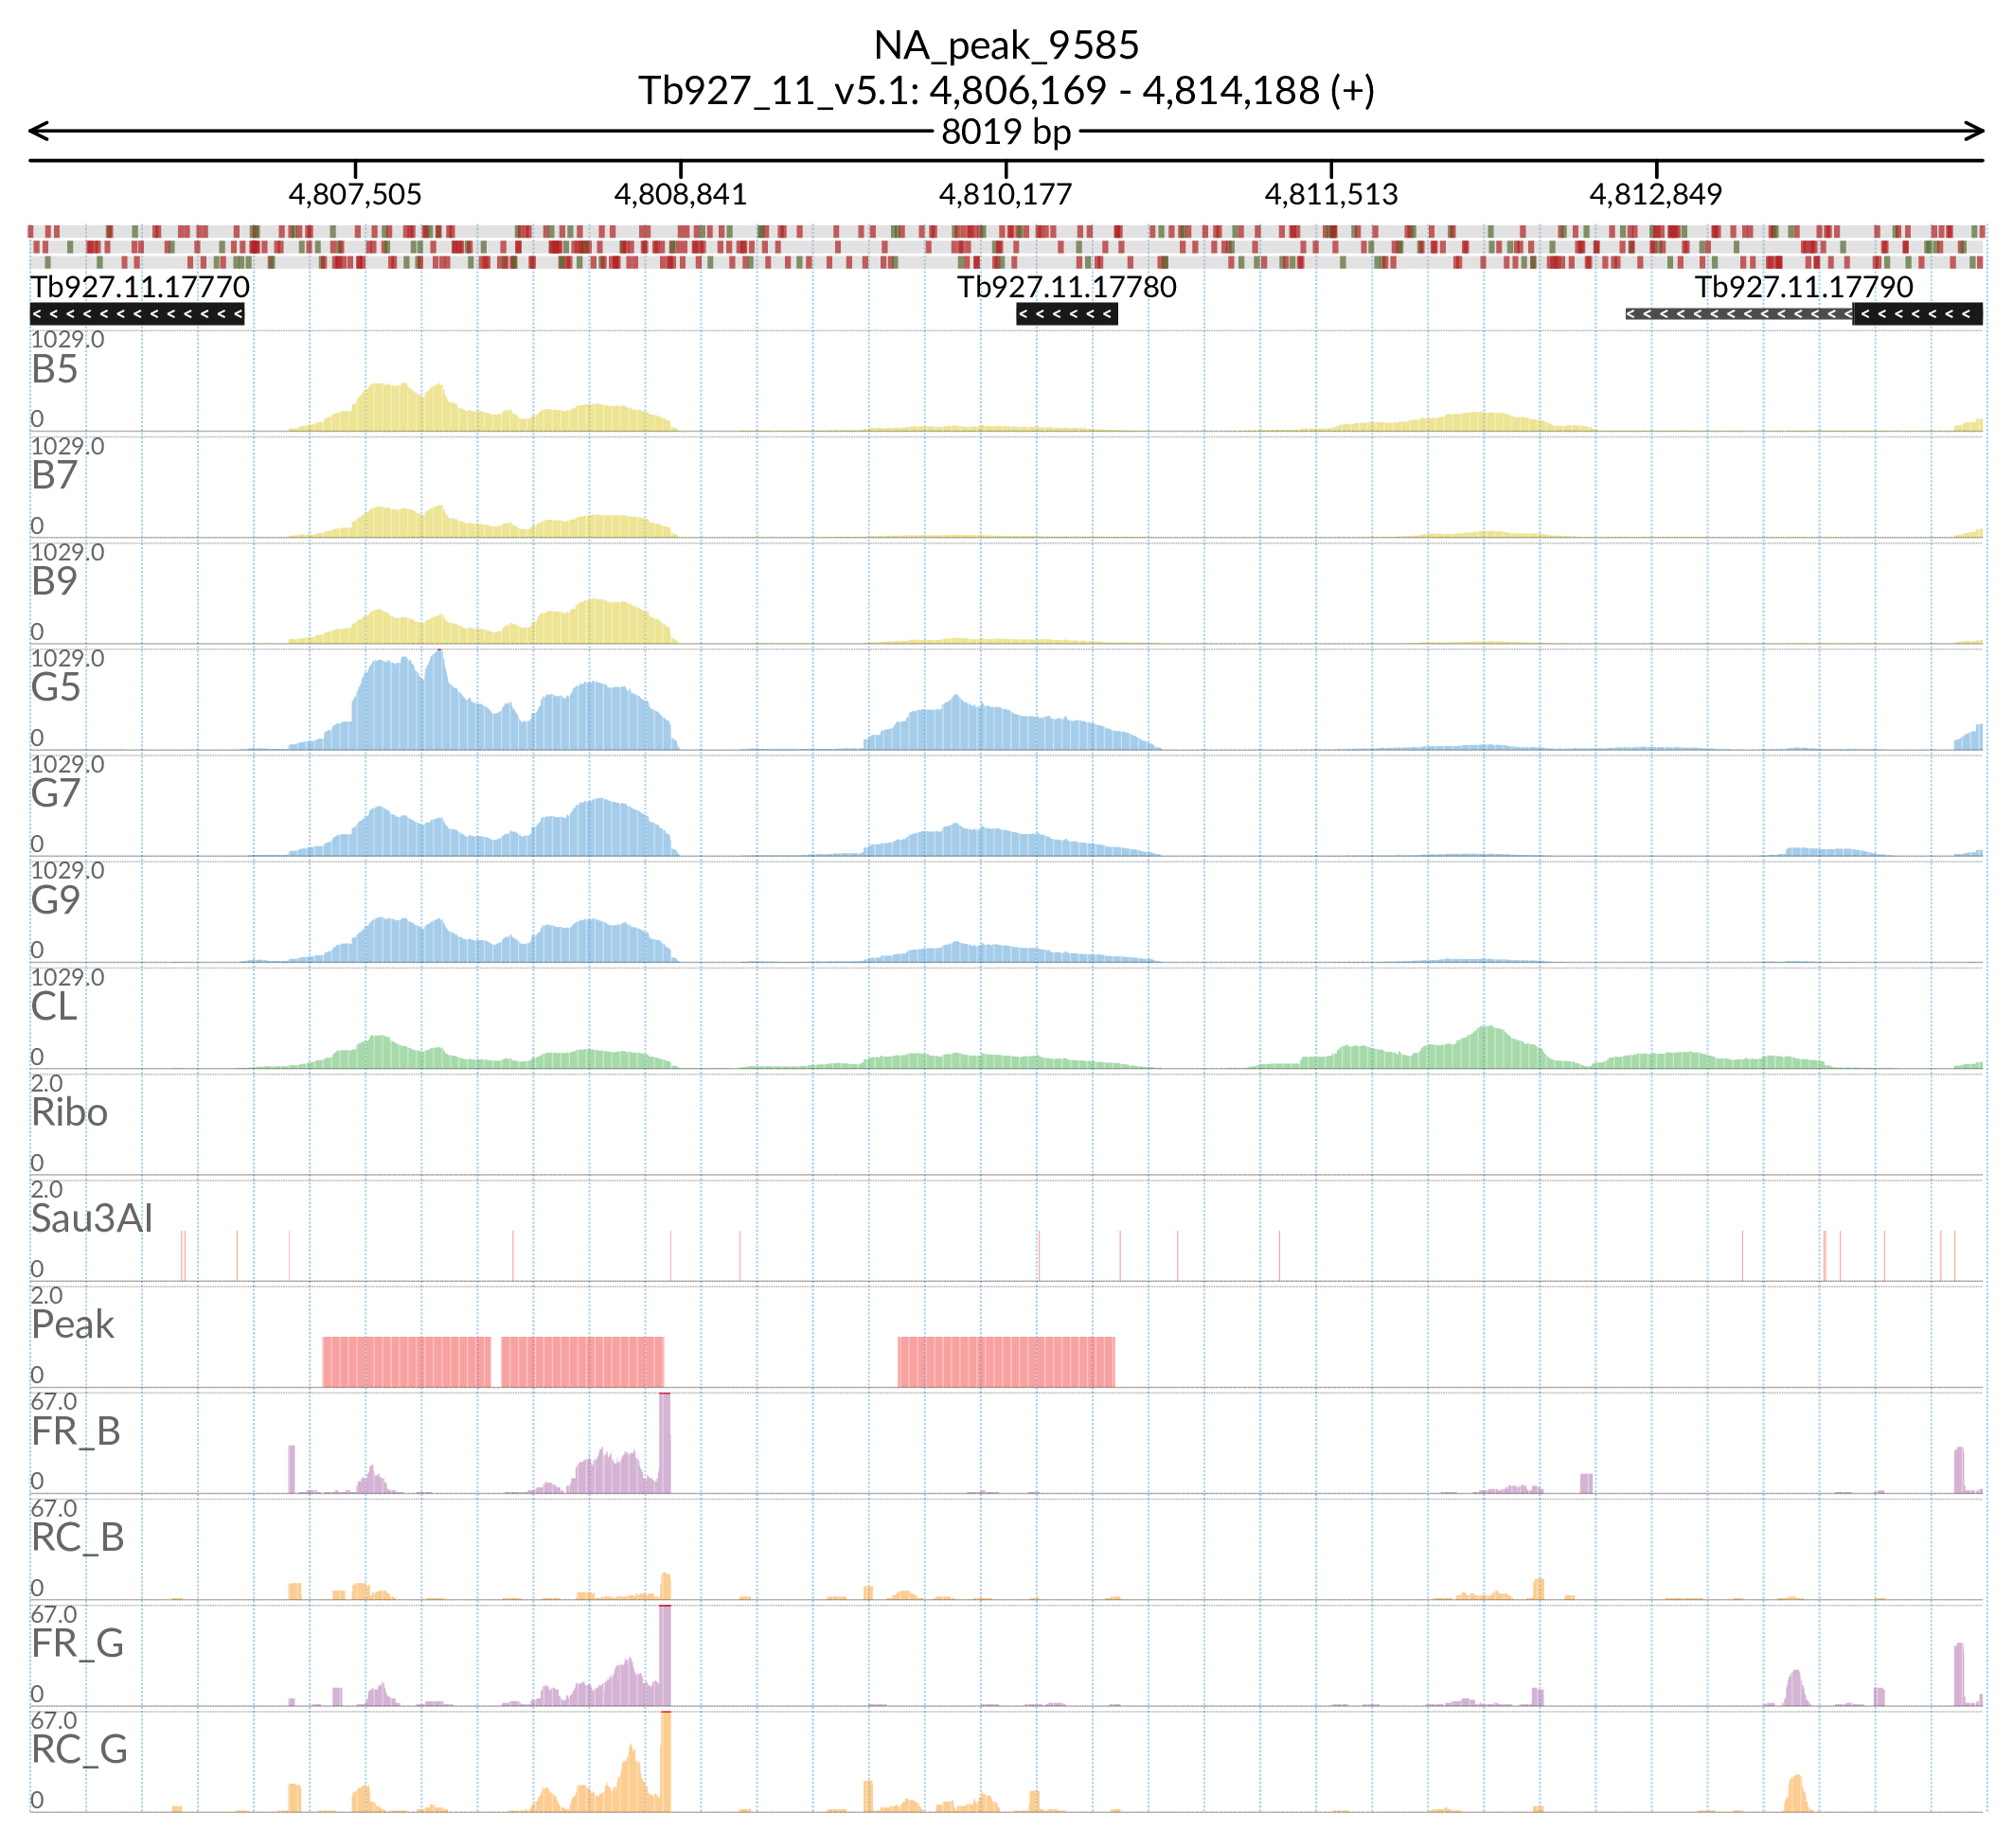 NA_peak_9585
Tb927_11_v5.1: 4,806,169 - 4,814,188 (+)
8019 bp
4,807,505 4,808,841 4,810,177 4,811,513 4,812,849
Tb927.11.17770 Tb927.11.17780 Tb927.11.17790
1029.0
B5
0
1029.0
B7
0
1029.0
B9
0
1029.0
G5
0
1029.0
G7
0
1029.0
G9
0
1029.0
CL
0
2.0
Ribo
0
2.0
Sau3AI
0
2.0
Peak
0
67.0
FR_B
0
67.0
RC_B
0
67.0
FR_G
0
67.0
RC_G
0